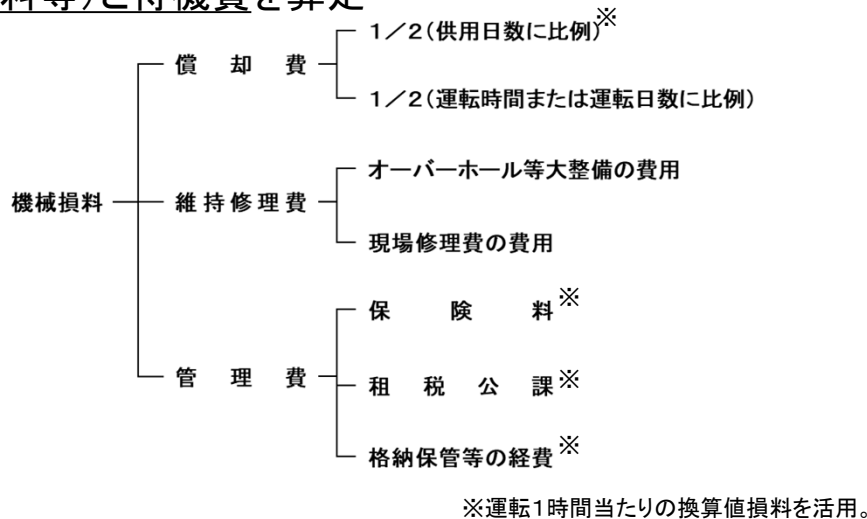 料等)と待機費を算定
機械損料
償却費
1/2(供用日数に比例)※
1/2(運転時間または運転日数に比例)
維持修理費
オーバーホール等大整備の費用
現場修理費の費用
管理費
保険料※
租税公課※
格納保管等の経費※
※運転1時間当たりの換算値損料を活用。